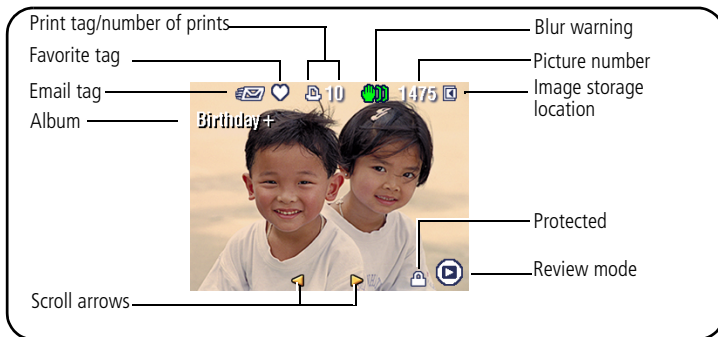 Print tag/number of prints
Favorite tag
Email tag
Album
Blur warning
Picture number
Image storage
location
10
1475
Birthday+
Protected
Review mode
Scroll arrows